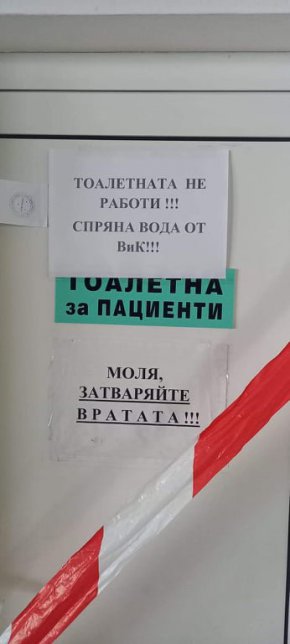 ТОАЛЕТНАТА НЕ
РАБОТИ !!!
СПРЯНА ВОДА ОТ
ВиК!!!
ТОАЛЕТНА
за ПАЦИЕНТИ
МОЛЯ,
ЗАТВАРЯЙТЕ
ВРАТАТА!!!